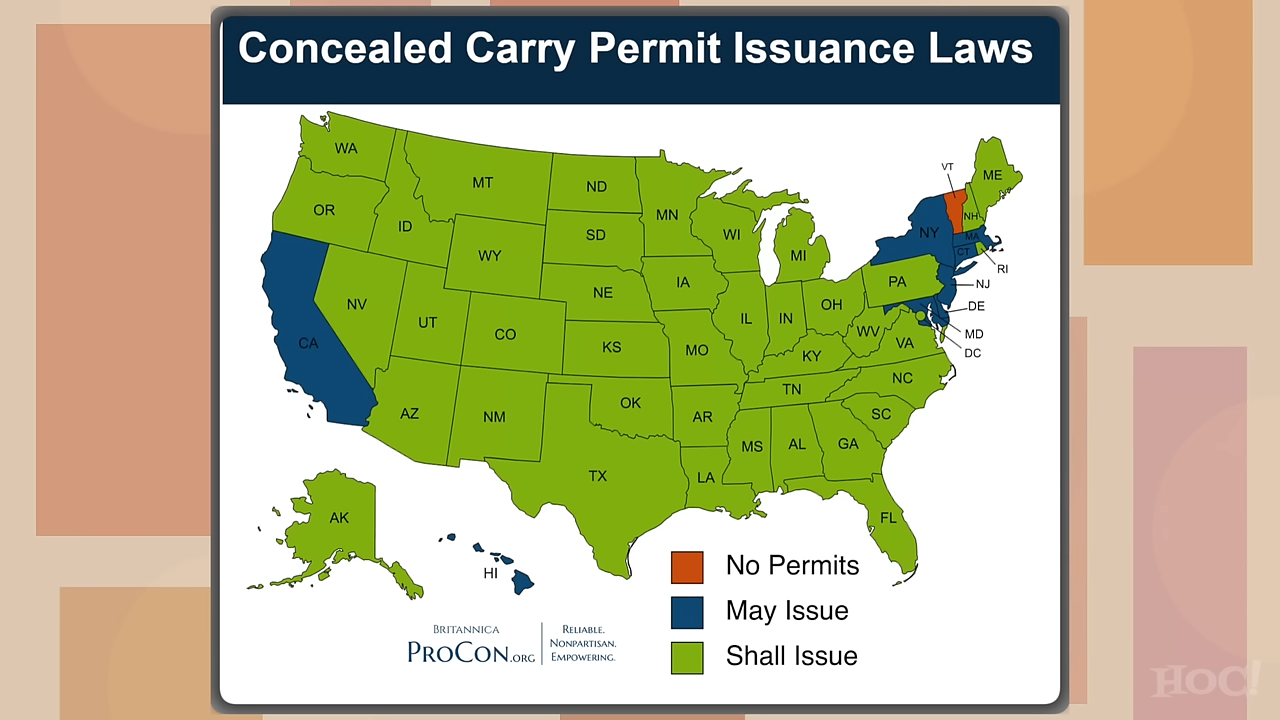 Concealed Carry Permit Issuance Laws
WA
MT
ND
MN
VT
ME
OR
ID
SD
WI
MI
NY
NH
MA
CT
RI
WY
NE
IA
PA
NJ
NV
UT
CO
IL
IN
OH
DE
CA
KS
MO
WV
VA
MD
KY
DC
AZ
NM
OK
AR
TN
NC
SC
MS
AL
GA
TX
LA
AK
FL
HI
No Permits
May Issue
Shall Issue
BRITANNICA
PROCON.ORG
RELIABLE.
NONPARTISAN.
EMPOWERING.
HOC!